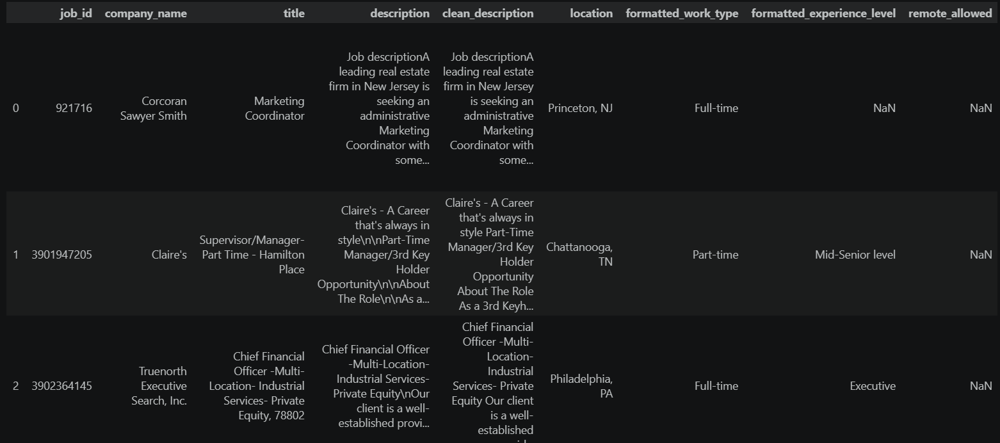 job_id company_name title description clean_description location formatted_work_type formatted_experience_level remote_allowed
0
921716
Corcoran
Sawyer Smith
Marketing
Coordinator
Job descriptionA
leading real estate
firm in New Jersey is
seeking an
administrative
Marketing
Coordinator with
some...
Job descriptionA
leading real estate
firm in New Jersey
is seeking an
administrative
Marketing
Coordinator with
some...
Princeton, NJ
Full-time
NaN
NaN
1
3901947205
Claire's
Supervisor/Manager-
Part Time - Hamilton
Place
Claire's - A Career
that's always in
style\n\nPart-Time
Manager/3rd Key
Holder
Opportunity\n\nAbout
The Role\n\nAs a...
Claire's - A Career
that's always in
style Part-Time
Manager/3rd Key
Holder
Opportunity
About The Role
As a 3rd Keyh...
Chattanooga,
TN
Part-time
Mid-Senior level
NaN
2
3902364145
Truenorth
Executive
Search, Inc.
Chief Financial
Officer -Multi-
Location- Industrial
Services- Private
Equity, 78802
Chief Financial Officer
-Multi-Location-
Industrial Services-
Private Equity\nOur
client is a well-
established provi...
Chief Financial
Officer -Multi-
Location-
Industrial
Services- Private
Equity Our client
is a well-
established
Philadelphia,
PA
Full-time
Executive
NaN